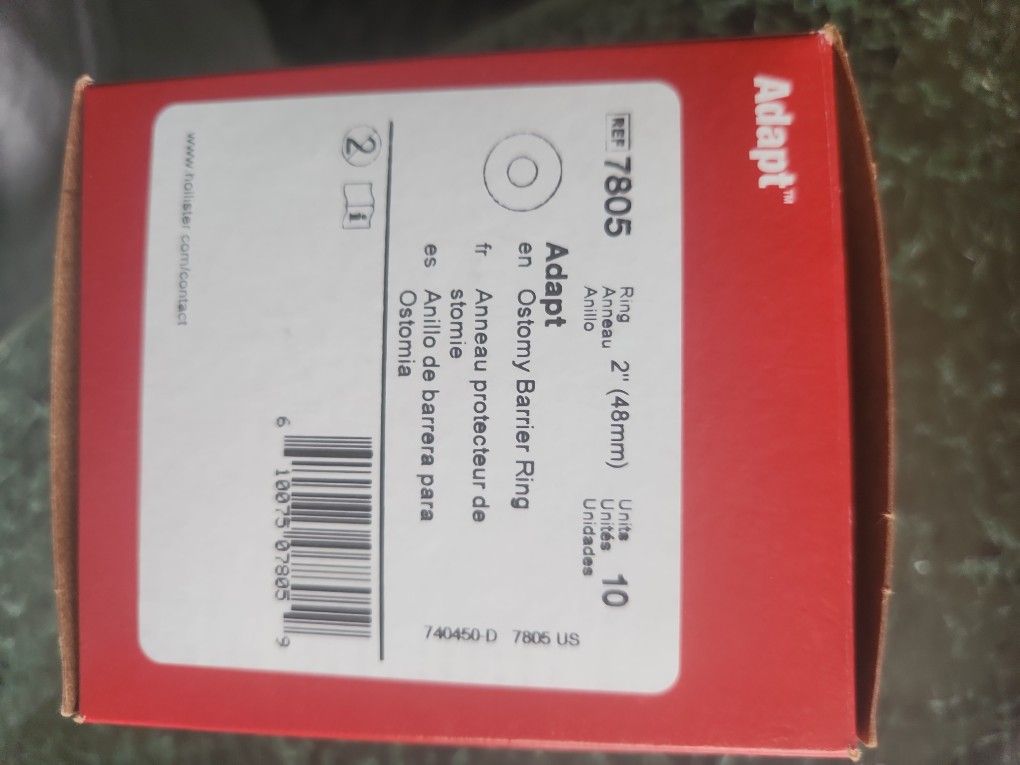 Adapt™
REF 7805
Ring
Anneau
Anillo
2" (48mm)
Units
Unités
Unidades
10
Adapt
en Ostomy Barrier Ring
fr Anneau protecteur de
stomie
es Anillo de barrera para
Ostomia
740450-D 7805 US
2
i
6 10075 07805 9
www.hollister.com/contact